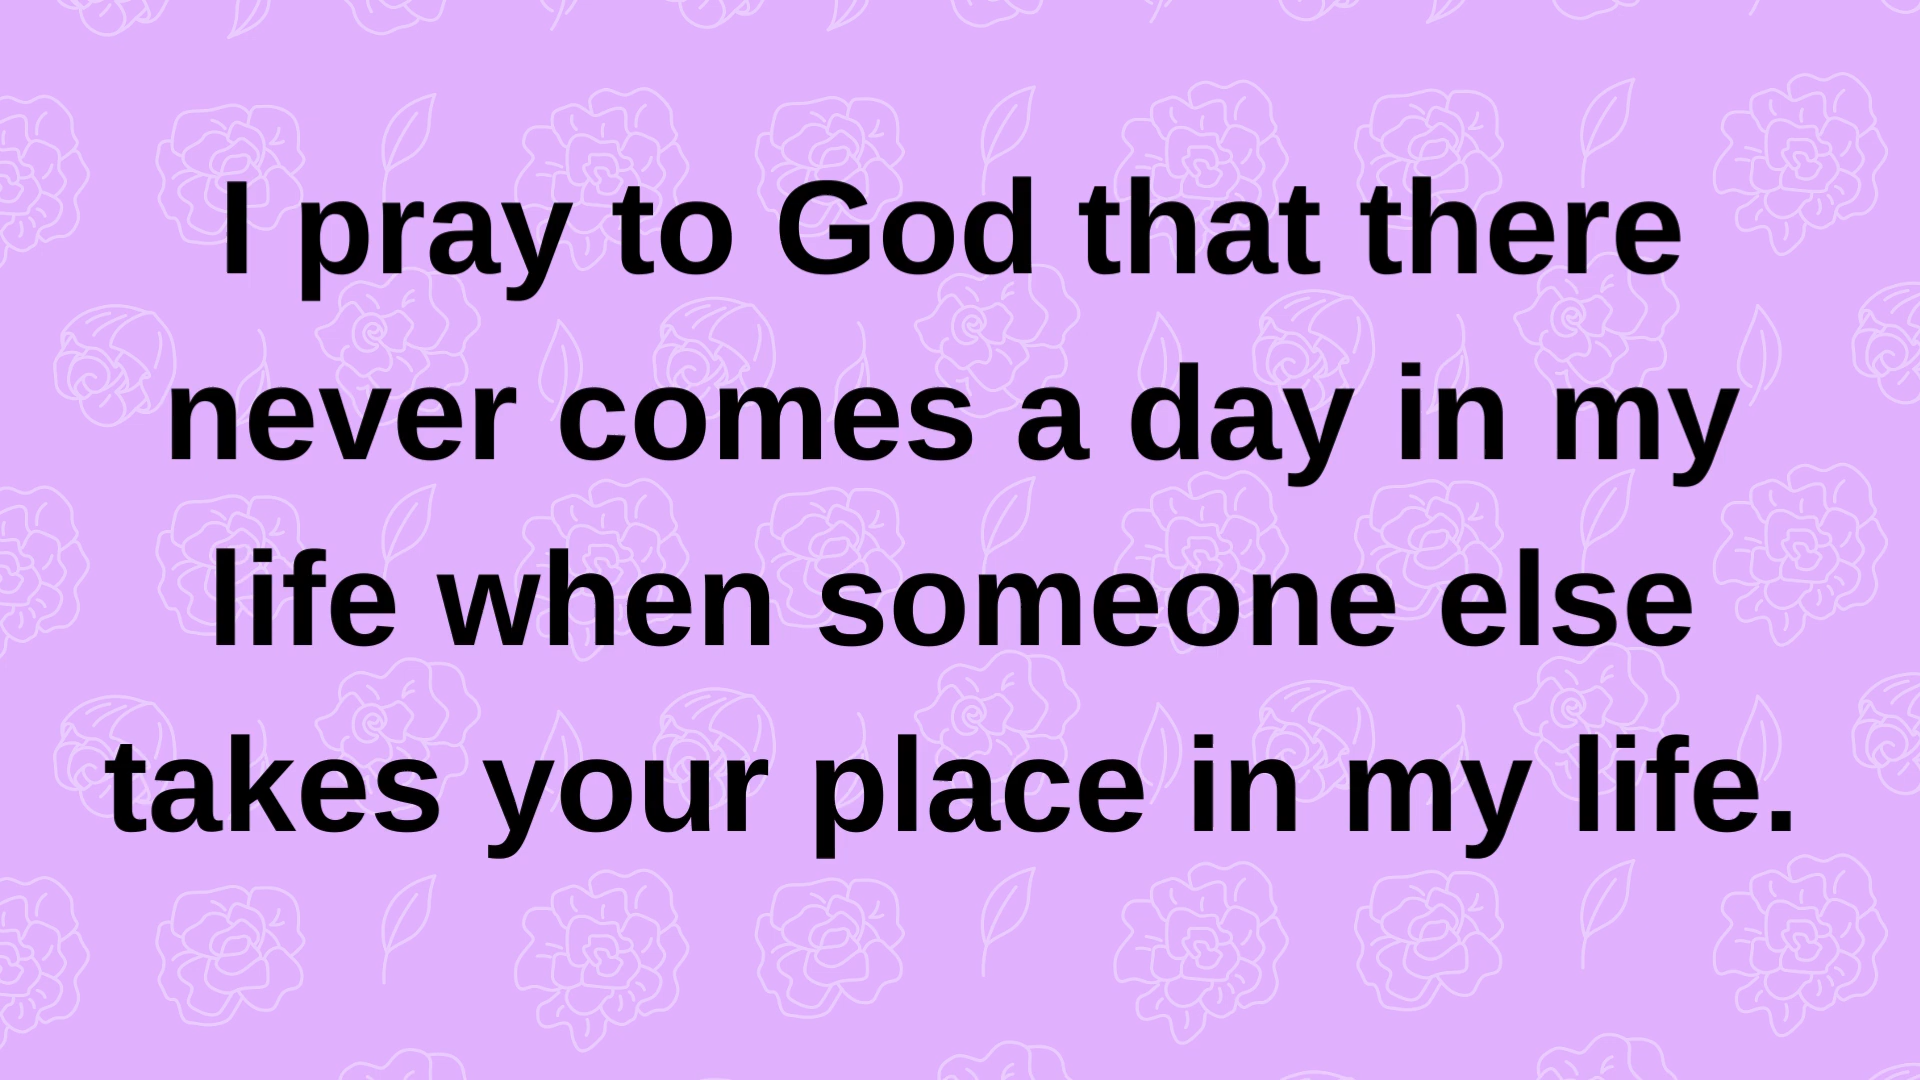 I pray to God that there
never comes a day in my
life when someone else
takes your place in my life.